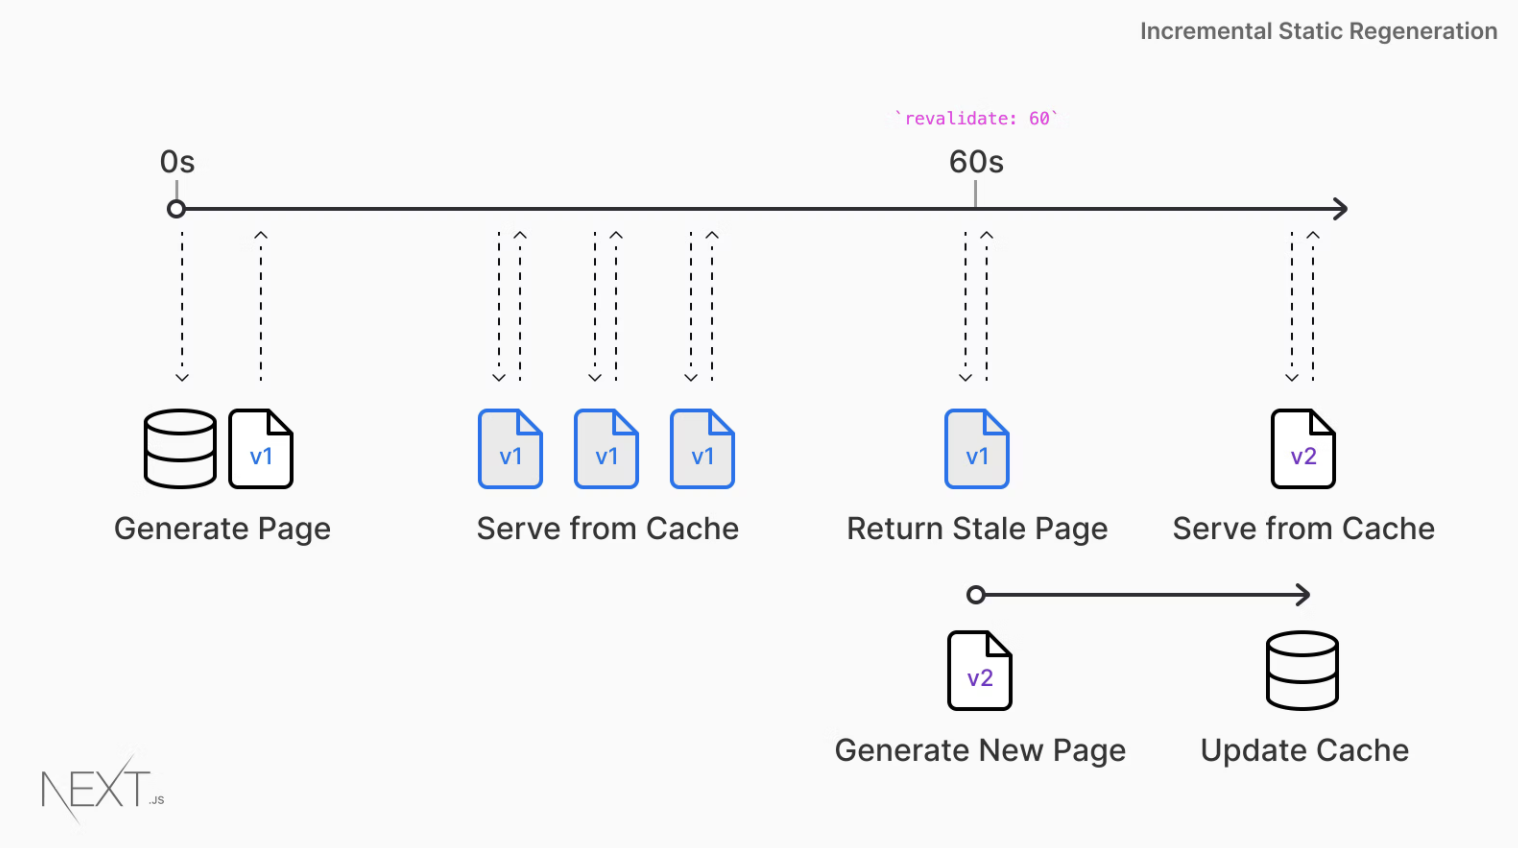 Incremental Static Regeneration
`revalidate: 60`
0s
60s
v1
v1
v1
v1
v1
v2
Generate Page
Serve from Cache
Return Stale Page
Serve from Cache
v2
Generate New Page
Update Cache
NEXT.JS